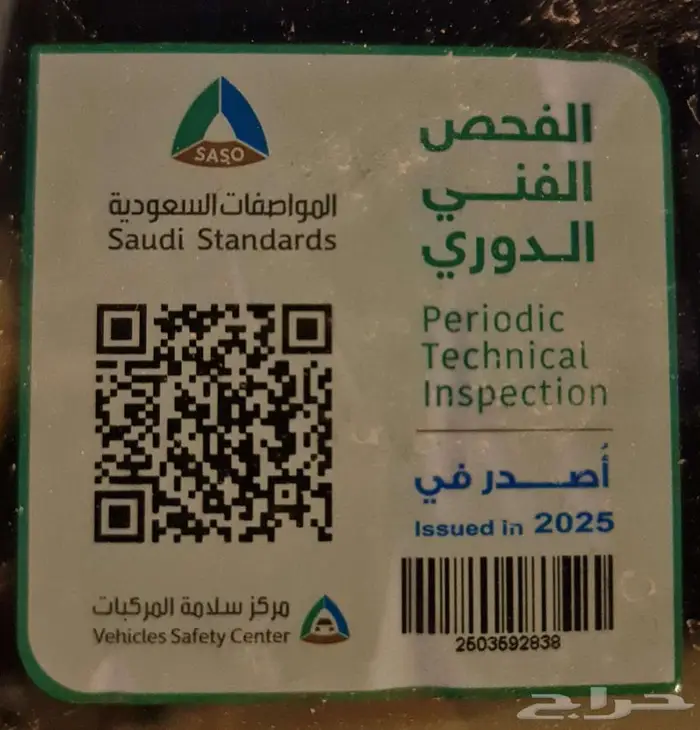 SASO
المواصفات السعودية
Saudi Standards
الفحص
الفني
الدوري
Periodic
Technical
Inspection
أُصدر في
Issued in 2025
2503592838
مركز سلامة المركبات
Vehicles Safety Center
حراج